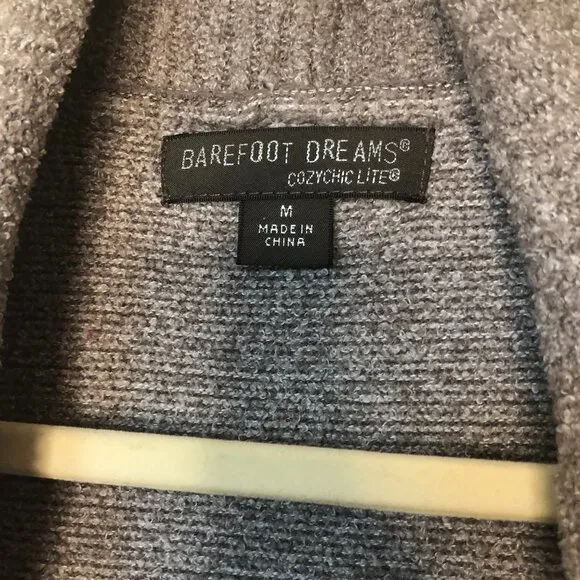 BAREFOOT DREAMS®
COZYCHIC LITE®
M
MADE IN
CHINA